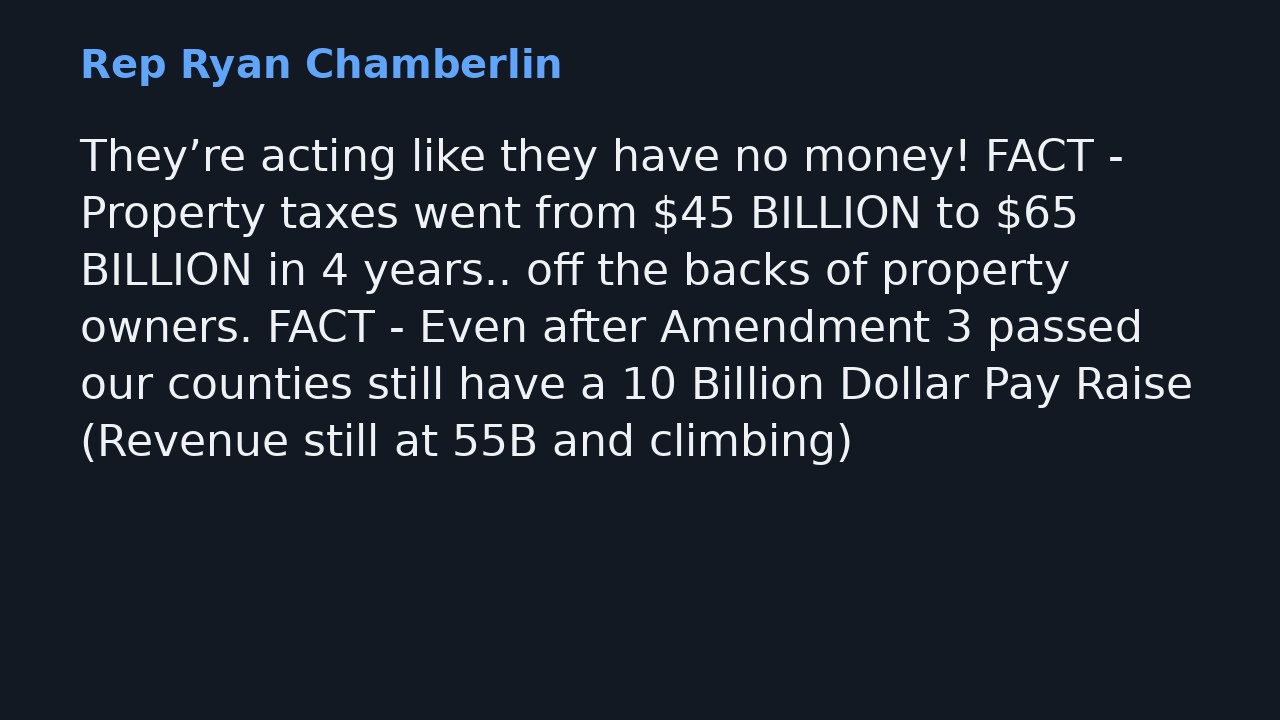 Rep Ryan Chamberlin
They’re acting like they have no money! FACT -
Property taxes went from $45 BILLION to $65
BILLION in 4 years.. off the backs of property
owners. FACT - Even after Amendment 3 passed
our counties still have a 10 Billion Dollar Pay Raise
(Revenue still at 55B and climbing)